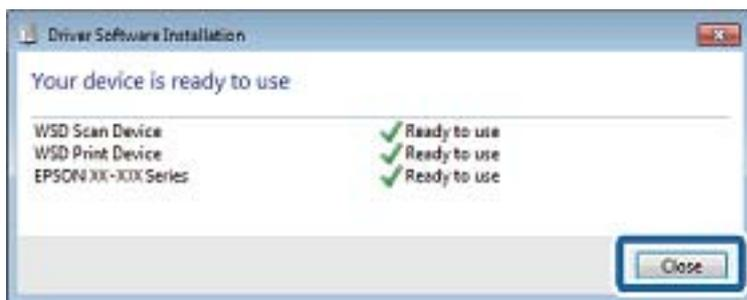 Driver Software Installation
Your device is ready to use
WSD Scan Device Ready to use
WSD Print Device Ready to use
EPSON XX-XXX Series Ready to use
Close